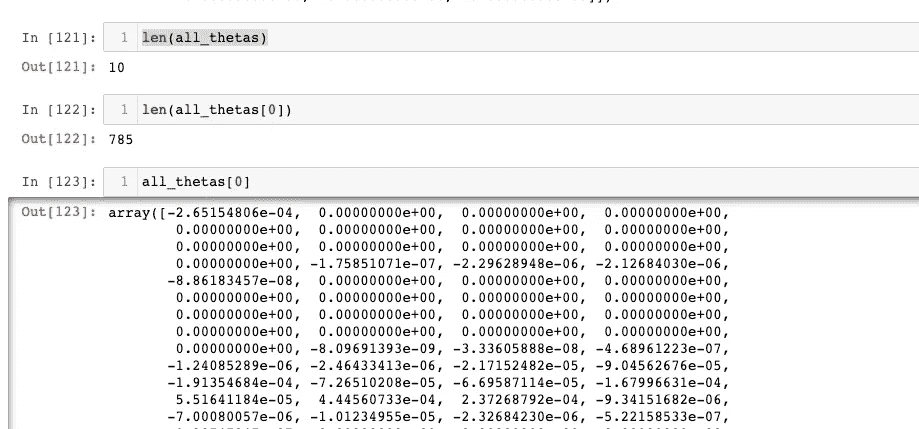 In [121]: 1 len(all_thetas)
Out[121]: 10
In [122]: 1 len(all_thetas[0])
Out[122]: 785
In [123]: 1 all_thetas[0]
Out[123]: array([-2.65154806e-04, 0.00000000e+00, 0.00000000e+00, 0.00000000e+00,
0.00000000e+00, 0.00000000e+00, 0.00000000e+00, 0.00000000e+00,
0.00000000e+00, 0.00000000e+00, 0.00000000e+00, 0.00000000e+00,
0.00000000e+00, -1.75851071e-07, -2.29628948e-06, -2.12684030e-06,
-8.86183457e-08, 0.00000000e+00, 0.00000000e+00, 0.00000000e+00,
0.00000000e+00, 0.00000000e+00, 0.00000000e+00, 0.00000000e+00,
0.00000000e+00, 0.00000000e+00, 0.00000000e+00, 0.00000000e+00,
0.00000000e+00, 0.00000000e+00, 0.00000000e+00, 0.00000000e+00,
0.00000000e+00, -8.09691393e-09, -3.33605888e-08, -4.68961223e-07,
-1.24085289e-06, -2.46433413e-06, -2.17152482e-05, -9.04562676e-05,
-1.91354684e-04, -7.26510208e-05, -6.69587114e-05, -1.67996631e-04,
5.51641184e-05, 4.44560733e-04, 2.37268792e-04, -9.34151682e-06,
-7.00080057e-06, -1.01234955e-05, -2.32684230e-06, -5.22158533e-07,